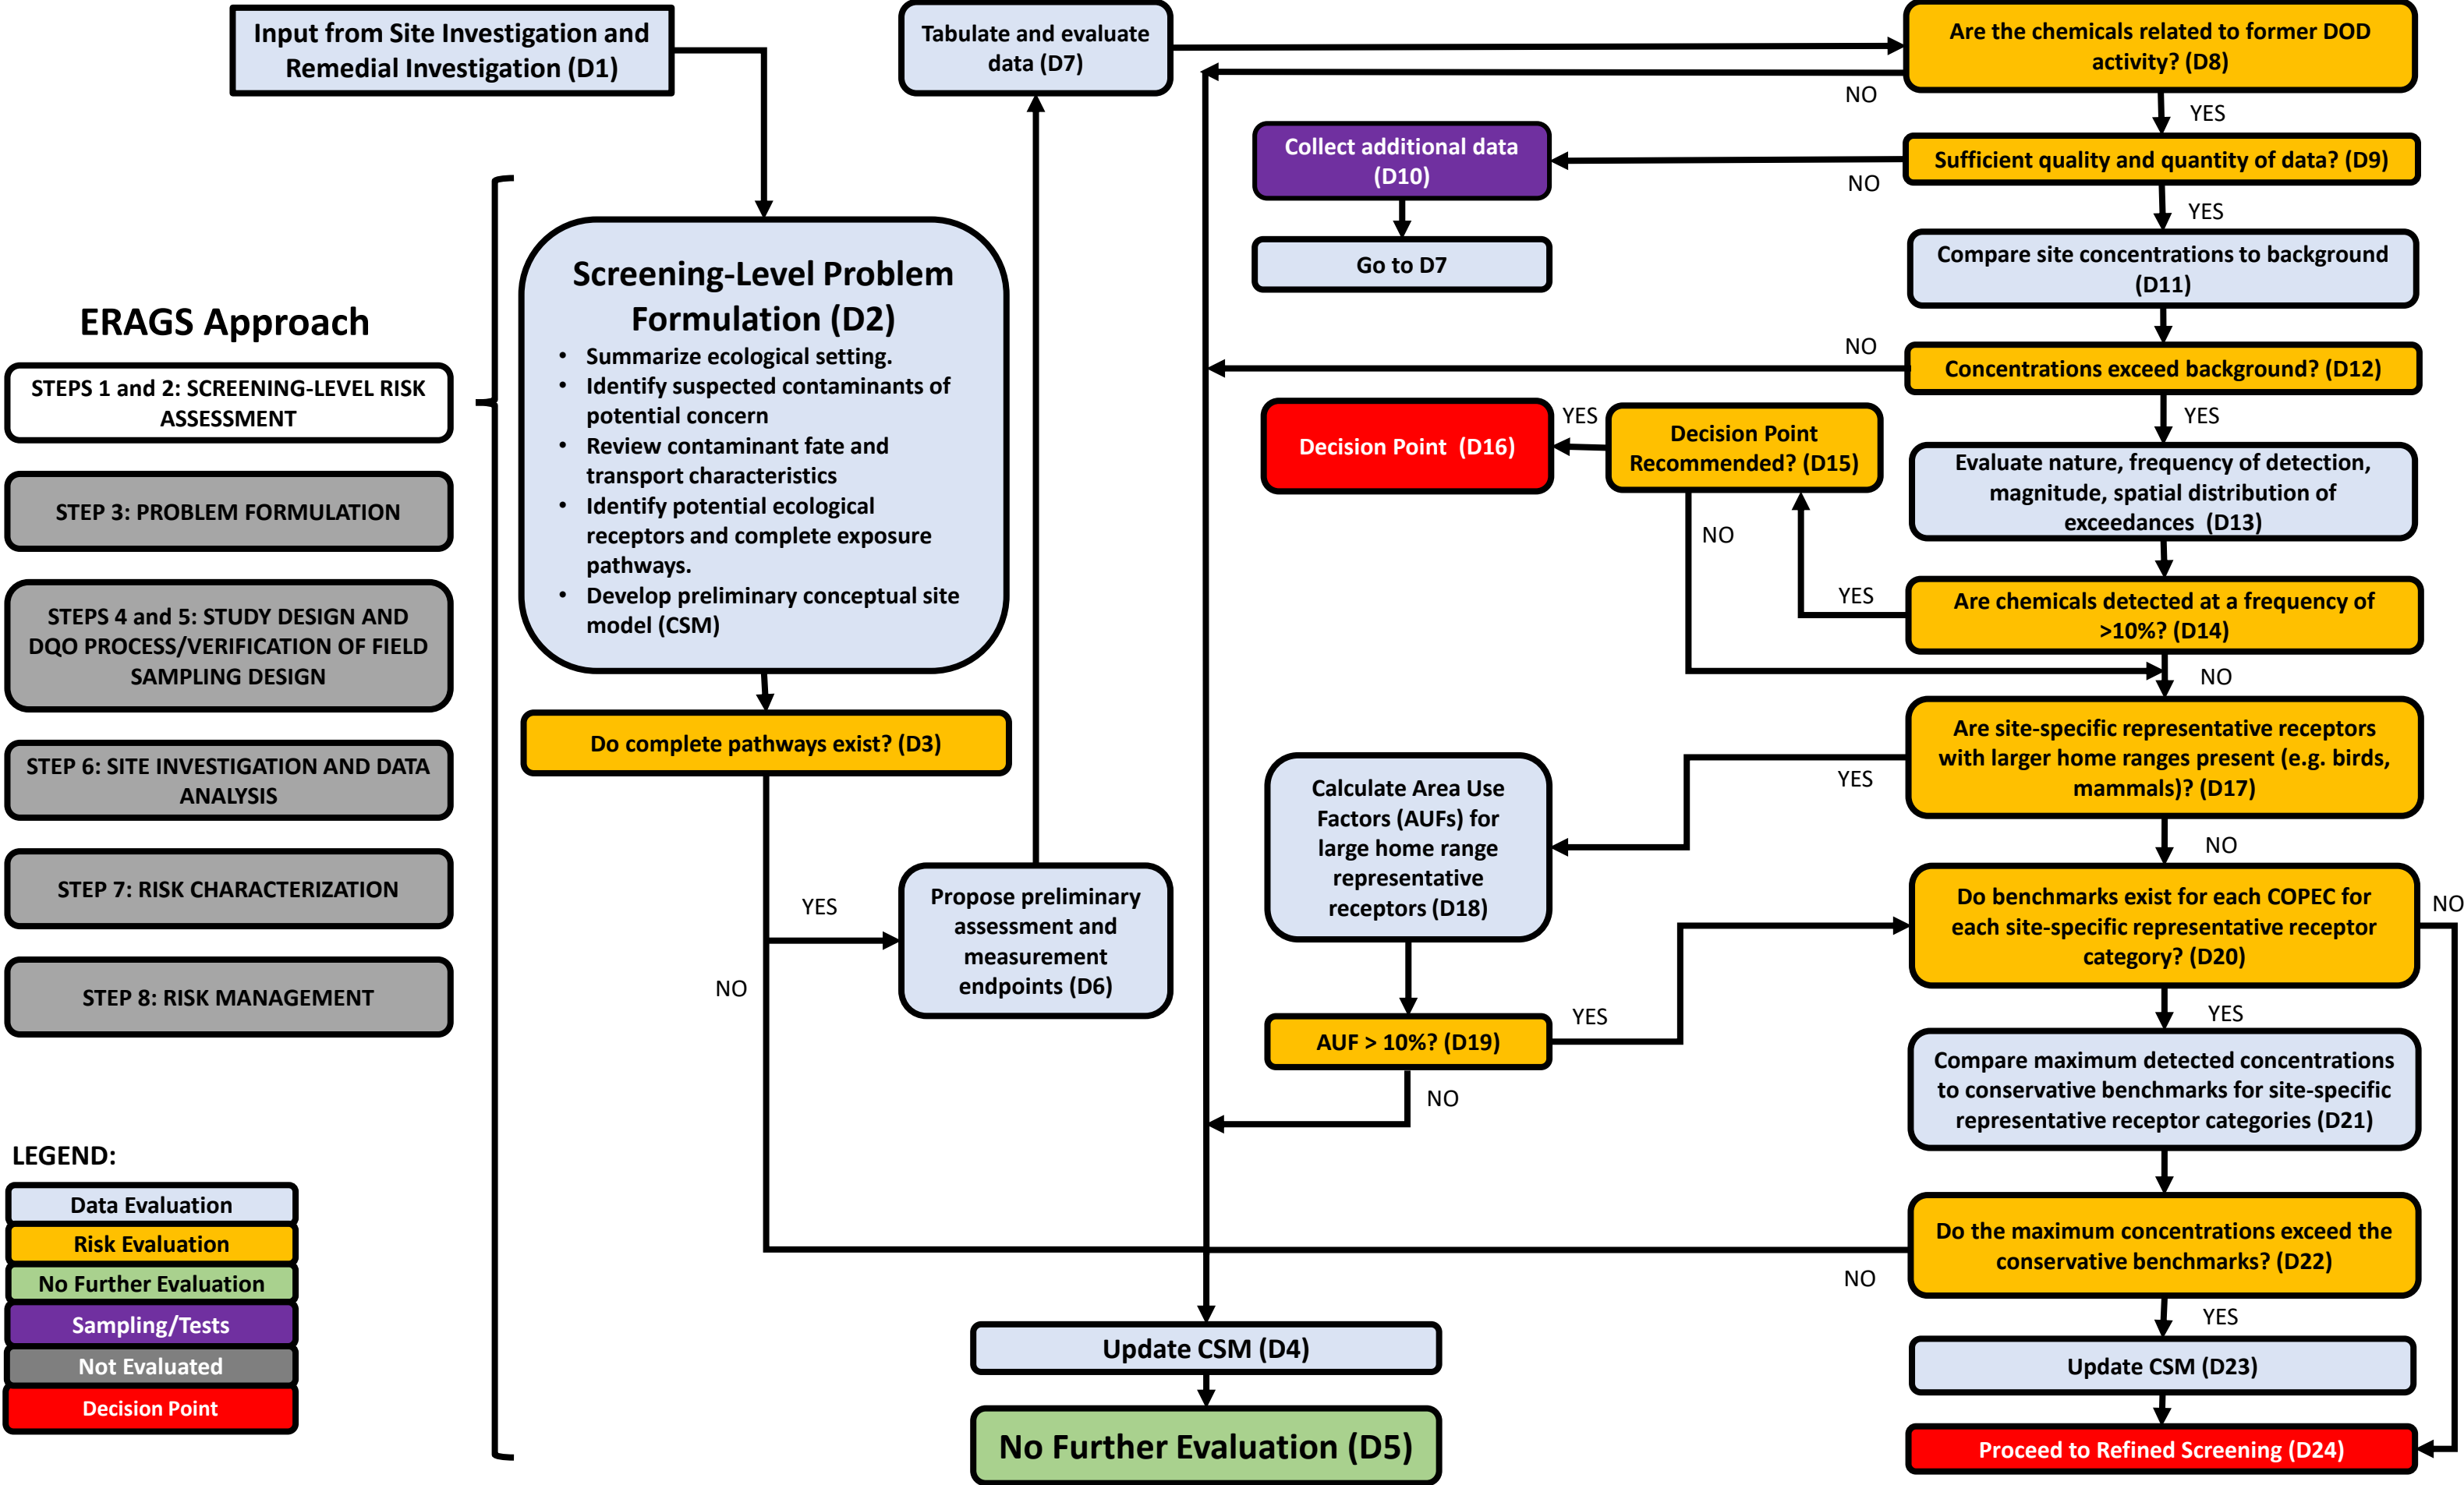 Input from Site Investigation and
Remedial Investigation (D1)
Tabulate and evaluate
data (D7)
Are the chemicals related to former DOD
activity? (D8)
NO
YES
Collect additional data
(D10)
Sufficient quality and quantity of data? (D9)
NO
YES
Go to D7
Compare site concentrations to background
(D11)
NO
Concentrations exceed background? (D12)
YES
Decision Point (D16)
YES
Decision Point
Recommended? (D15)
NO
Evaluate nature, frequency of detection,
magnitude, spatial distribution of
exceedances (D13)
YES
Are chemicals detected at a frequency of
>10%? (D14)
NO
ERAGS Approach
STEPS 1 and 2: SCREENING-LEVEL RISK
ASSESSMENT
STEP 3: PROBLEM FORMULATION
STEPS 4 and 5: STUDY DESIGN AND
DQO PROCESS/VERIFICATION OF FIELD
SAMPLING DESIGN
STEP 6: SITE INVESTIGATION AND DATA
ANALYSIS
STEP 7: RISK CHARACTERIZATION
STEP 8: RISK MANAGEMENT
Screening-Level Problem
Formulation (D2)
• Summarize ecological setting.
• Identify suspected contaminants of
potential concern
• Review contaminant fate and
transport characteristics
• Identify potential ecological
receptors and complete exposure
pathways.
• Develop preliminary conceptual site
model (CSM)
Do complete pathways exist? (D3)
YES
NO
Propose preliminary
assessment and
measurement
endpoints (D6)
Calculate Area Use
Factors (AUFs) for
large home range
representative
receptors (D18)
YES
Are site-specific representative receptors
with larger home ranges present (e.g. birds,
mammals)? (D17)
NO
AUF > 10%? (D19)
YES
NO
Do benchmarks exist for each COPEC for
each site-specific representative receptor
category? (D20)
NO
YES
Compare maximum detected concentrations
to conservative benchmarks for site-specific
representative receptor categories (D21)
Do the maximum concentrations exceed the
conservative benchmarks? (D22)
NO
YES
Update CSM (D4)
Update CSM (D23)
No Further Evaluation (D5)
Proceed to Refined Screening (D24)
LEGEND:
Data Evaluation
Risk Evaluation
No Further Evaluation
Sampling/Tests
Not Evaluated
Decision Point